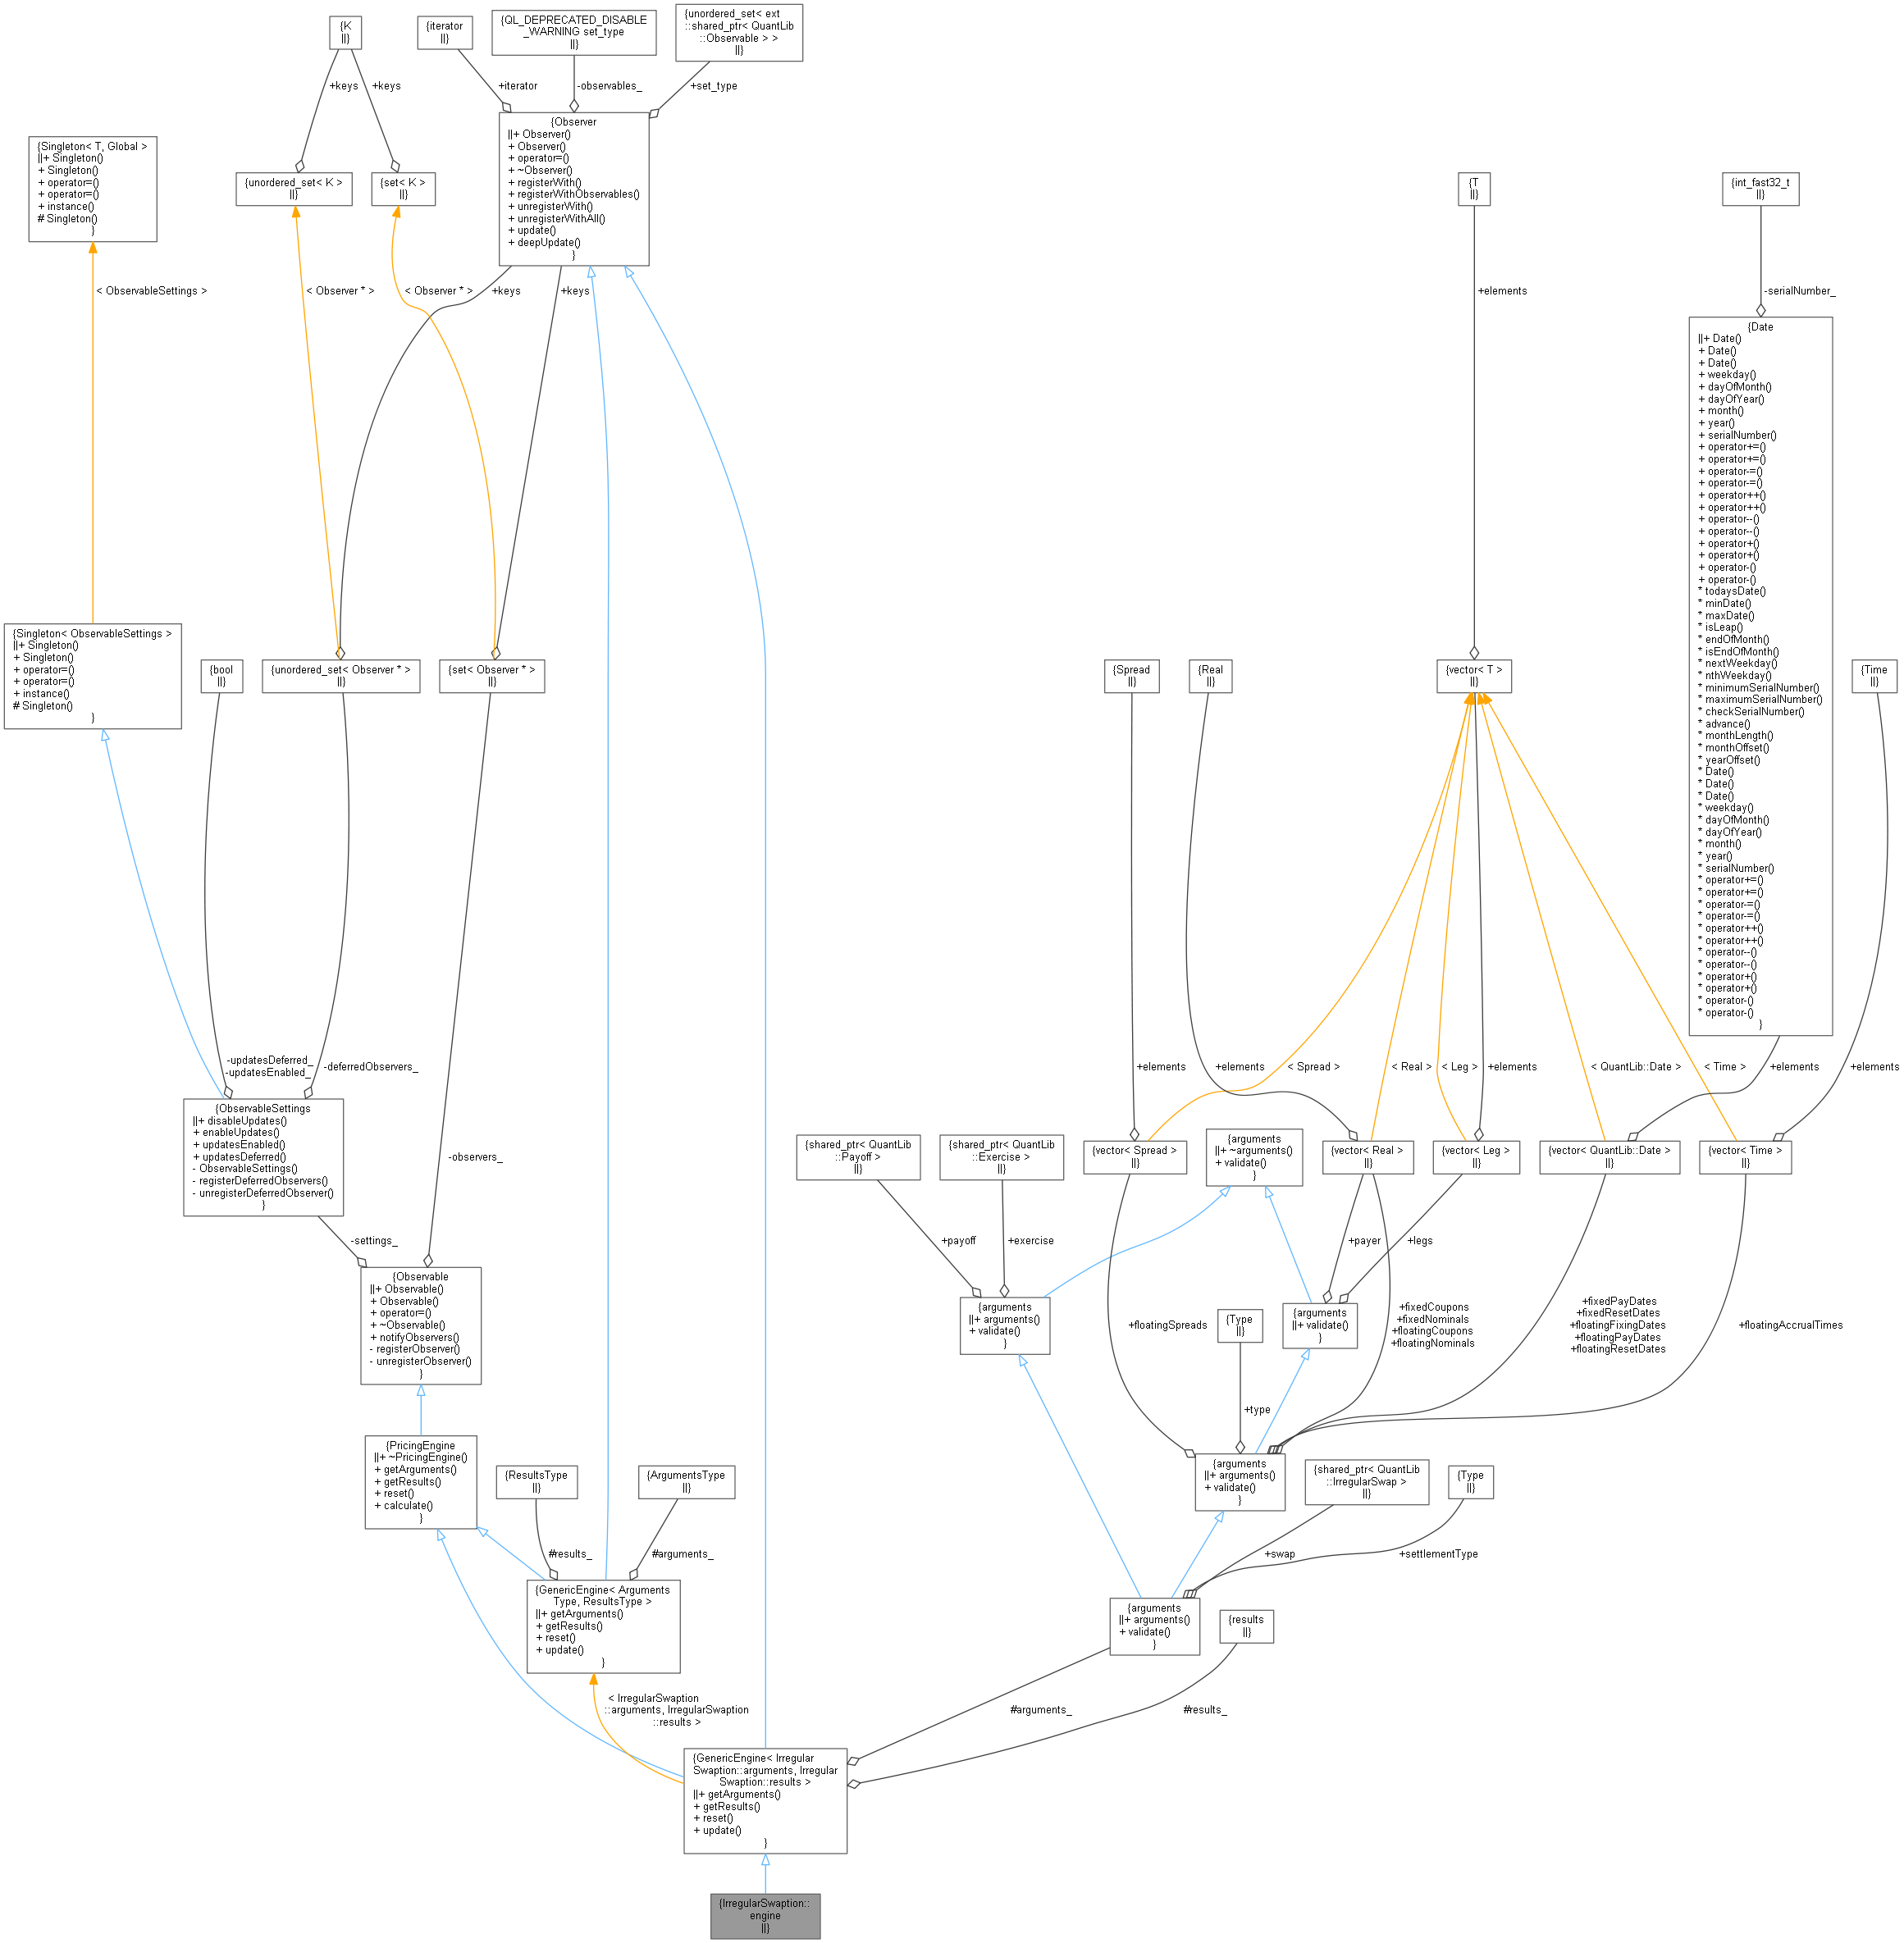 {K
||}
{iterator
||}
{QL_DEPRECATED_DISABLE
_WARNING set_type
||}
{unordered_set< ext
::shared_ptr< QuantLib
::Observable > >
||}
+keys
+keys
+iterator
-observables_
+set_type
{Singleton< T, Global >
||+ Singleton()
+ Singleton()
+ operator=()
+ operator=()
+ instance()
# Singleton()
}
{unordered_set< K >
||}
{set< K >
||}
{Observer
||+ Observer()
+ Observer()
+ operator=()
+ ~Observer()
+ registerWith()
+ registerWithObservables()
+ unregisterWith()
+ unregisterWithAll()
+ update()
+ deepUpdate()
}
{T
||}
{int_fast32_t
||}
< ObservableSettings >
< Observer * >
< Observer * >
+keys
+keys
+elements
-serialNumber_
{Date
||+ Date()
+ Date()
+ Date()
+ weekday()
+ dayOfMonth()
+ dayOfYear()
+ month()
+ year()
+ serialNumber()
+ operator+=()
+ operator+=()
+ operator-=()
+ operator-=()
+ operator++()
+ operator++()
+ operator--()
+ operator--()
+ operator+()
+ operator+()
+ operator-()
+ operator-()
* todaysDate()
* minDate()
* maxDate()
* isLeap()
* endOfMonth()
* isEndOfMonth()
* nextWeekday()
* nthWeekday()
* minimumSerialNumber()
* maximumSerialNumber()
* checkSerialNumber()
* advance()
* monthLength()
* monthOffset()
* yearOffset()
* Date()
* Date()
* Date()
* weekday()
* dayOfMonth()
* dayOfYear()
* month()
* year()
* serialNumber()
* operator+=()
* operator+=()
* operator-=()
* operator-=()
* operator++()
* operator++()
* operator--()
* operator--()
* operator+()
* operator+()
* operator-()
* operator-()
}
{Singleton< ObservableSettings >
||+ Singleton()
+ Singleton()
+ operator=()
+ operator=()
+ instance()
# Singleton()
}
{bool
||}
{unordered_set< Observer * >
||}
{set< Observer * >
||}
{Spread
||}
{Real
||}
{vector< T >
||}
{Time
||}
-updatesDeferred_
-updatesEnabled_
-deferredObservers_
+elements
+elements
< Spread >
< Real >
< Leg >
+elements
< QuantLib::Date >
< Time >
+elements
+elements
{ObservableSettings
||+ disableUpdates()
+ enableUpdates()
+ updatesEnabled()
+ updatesDeferred()
- ObservableSettings()
- registerDeferredObservers()
- unregisterDeferredObserver()
}
-observers_
{shared_ptr< QuantLib
::Payoff >
||}
{shared_ptr< QuantLib
::Exercise >
||}
{vector< Spread >
||}
{arguments
||+ ~arguments()
+ validate()
}
{vector< Real >
||}
{vector< Leg >
||}
{vector< QuantLib::Date >
||}
{vector< Time >
||}
-settings_
+payoff
+exercise
+payer
+legs
{Observable
||+ Observable()
+ Observable()
+ operator=()
+ ~Observable()
+ notifyObservers()
- registerObserver()
- unregisterObserver()
}
{arguments
||+ arguments()
+ validate()
}
+floatingSpreads
{Type
||}
{arguments
||+ validate()
}
+fixedCoupons
+fixedNominals
+floatingCoupons
+floatingNominals
+fixedPayDates
+fixedResetDates
+floatingFixingDates
+floatingPayDates
+floatingResetDates
+floatingAccrualTimes
+type
{PricingEngine
||+ ~PricingEngine()
+ getArguments()
+ getResults()
+ reset()
+ calculate()
}
{ResultsType
||}
{ArgumentsType
||}
{arguments
||+ arguments()
+ validate()
}
{shared_ptr< QuantLib
::IrregularSwap >
||}
{Type
||}
#results_
#arguments_
+swap
+settlementType
{GenericEngine< Arguments
Type, ResultsType >
||+ getArguments()
+ getResults()
+ reset()
+ update()
}
{arguments
||+ arguments()
+ validate()
}
{results
||}
< IrregularSwaption
::arguments, IrregularSwaption
::results >
#arguments_
#results_
{GenericEngine< Irregular
Swaption::arguments, Irregular
Swaption::results >
||+ getArguments()
+ getResults()
+ reset()
+ update()
}
{IrregularSwaption::
engine
||}